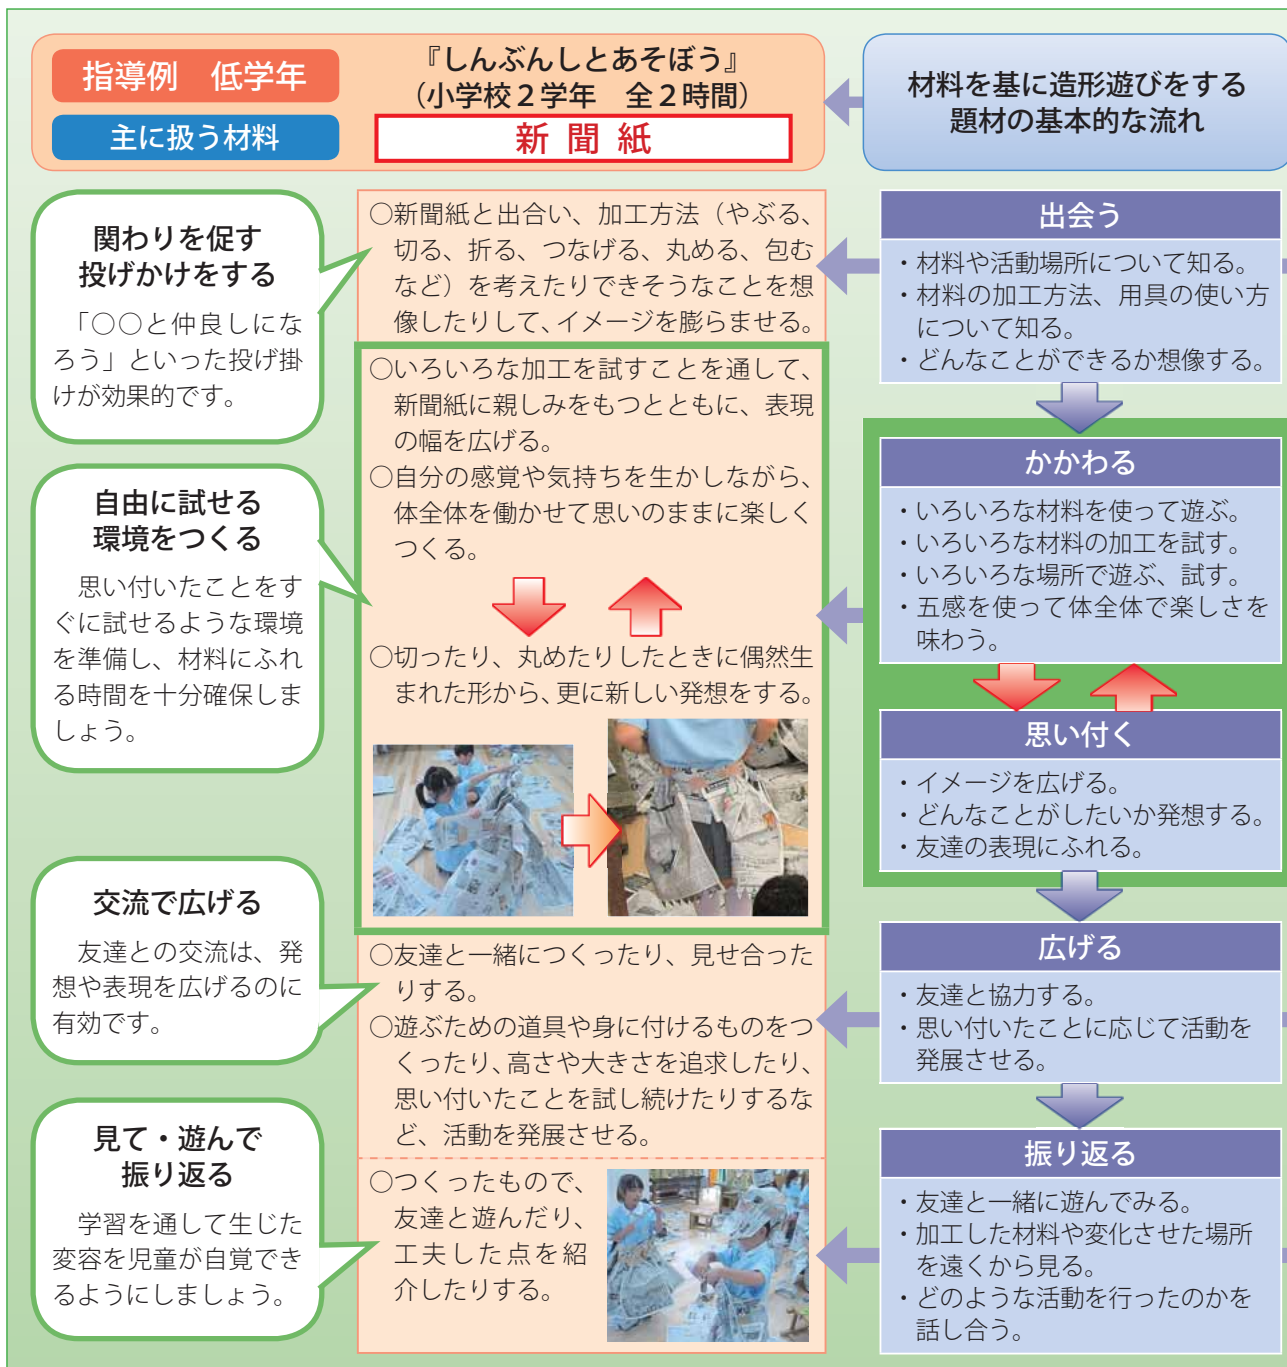 指導例　低学年
主に扱う材料
『しんぶんしとあそぼう』
（小学校２学年　全２時間）
新聞紙
材料を基に造形遊びをする
題材の基本的な流れ
関わりを促す
投げかけをする
「○○と仲良しにな
ろう」といった投げ掛
けが効果的です。
自由に試せる
環境をつくる
思い付いたことをす
ぐに試せるような環境
を準備し、材料にふれ
る時間を十分確保しま
しょう。
交流で広げる
友達との交流は、発
想や表現を広げるのに
有効です。
見て・遊んで
振り返る
学習を通して生じた
変容を児童が自覚でき
るようにしましょう。
○新聞紙と出合い、加工方法（やぶる、
切る、折る、つなげる、丸める、包む
など）を考えたりできそうなことを想
像したりして、イメージを膨らませる。
○いろいろな加工を試すことを通して、
新聞紙に親しみをもつとともに、表現
の幅を広げる。
○自分の感覚や気持ちを生かしながら、
体全体を働かせて思いのままに楽しく
つくる。
○切ったり、丸めたりしたときに偶然生
まれた形から、更に新しい発想をする。
○友達と一緒につくったり、見せ合った
りする。
○遊ぶための道具や身に付けるものをつ
くったり、高さや大きさを追求したり、
思い付いたことを試し続けたりするな
ど、活動を発展させる。
○つくったもので、
友達と遊んだり、
工夫した点を紹
介したりする。
出会う
・材料や活動場所について知る。
・材料の加工方法、用具の使い方
について知る。
・どんなことができるか想像する。
かかわる
・いろいろな材料を使って遊ぶ。
・いろいろな材料の加工を試す。
・いろいろな場所で遊ぶ、試す。
・五感を使って体全体で楽しさを
味わう。
思い付く
・イメージを広げる。
・どんなことがしたいか発想する。
・友達の表現にふれる。
広げる
・友達と協力する。
・思い付いたことに応じて活動を
発展させる。
振り返る
・友達と一緒に遊んでみる。
・加工した材料や変化させた場所
を遠くから見る。
・どのような活動を行ったのかを
話し合う。